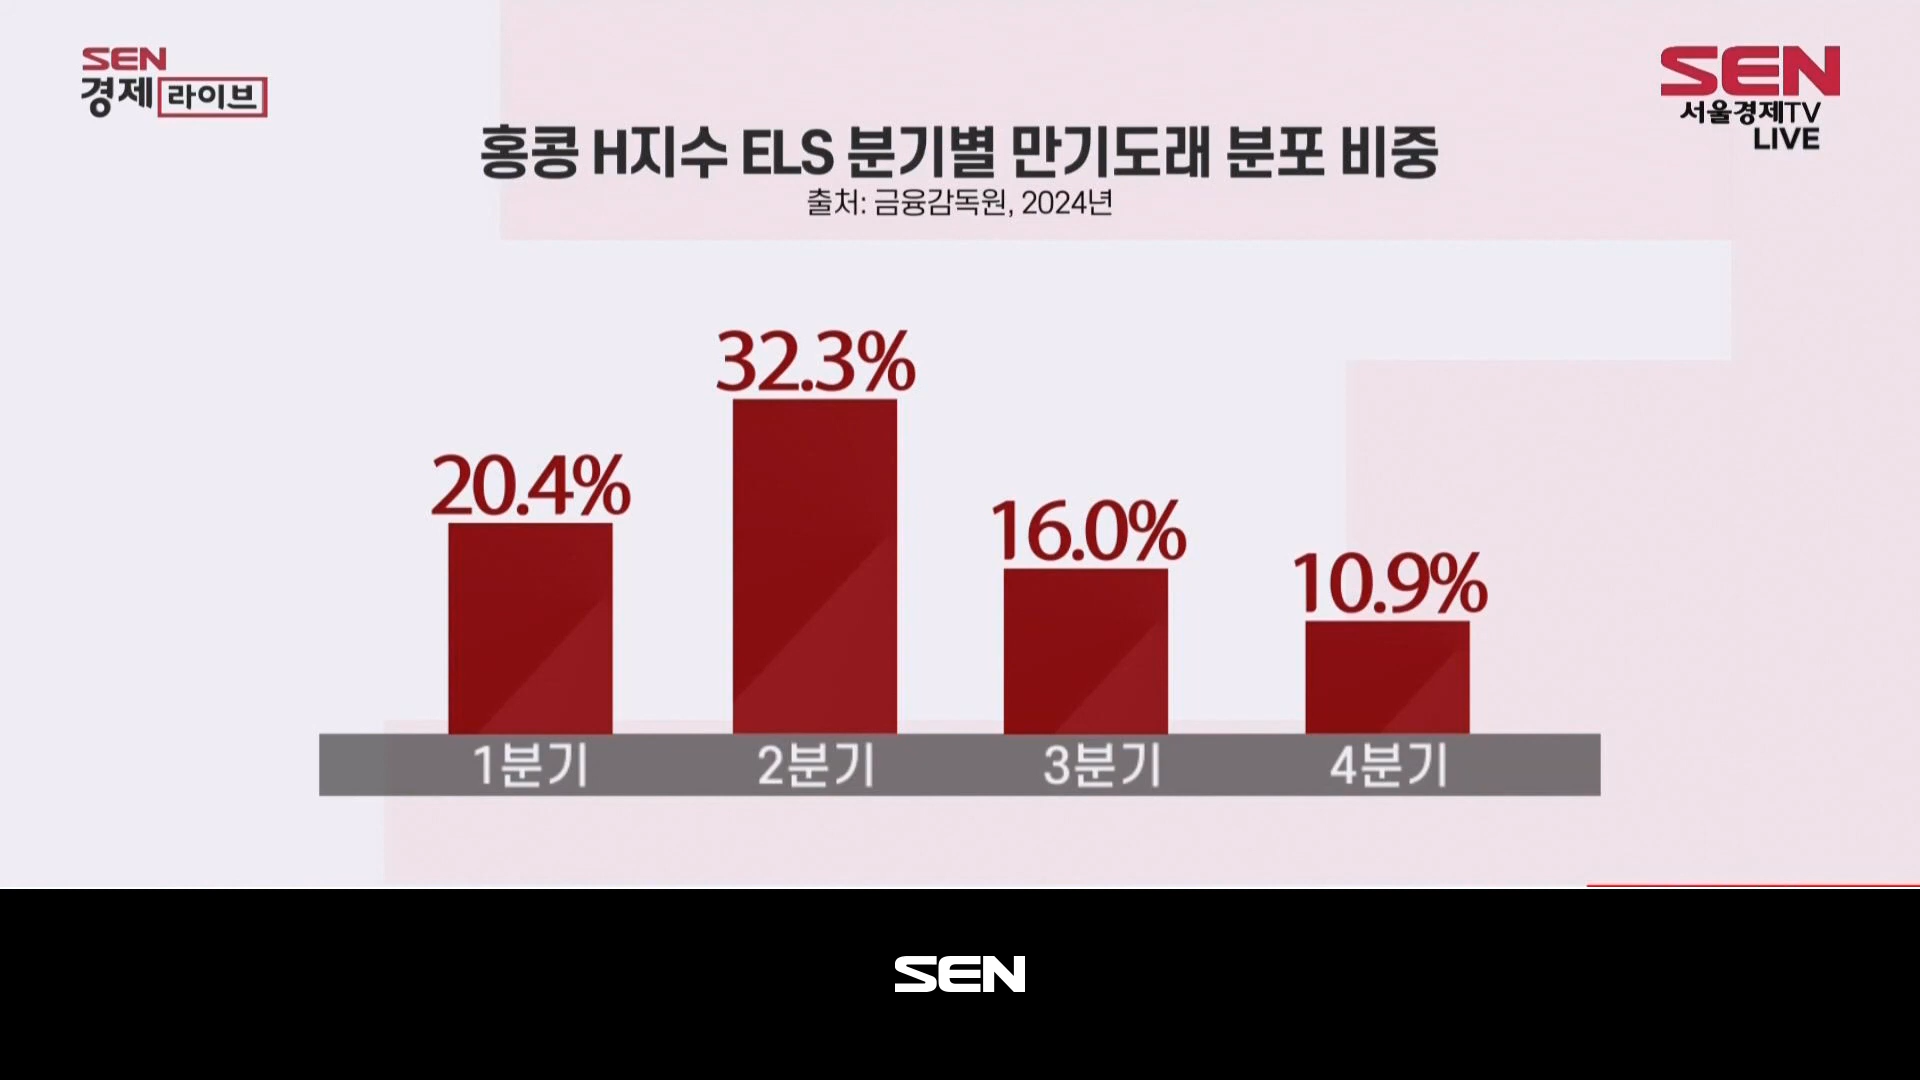 SEN
경제 라이브
SEN
서울경제TV
LIVE
홍콩 H지수 ELS 분기별 만기도래 분포 비중
출처: 금융감독원, 2024년
20.4%
32.3%
16.0%
10.9%
1분기
2분기
3분기
4분기
SEN